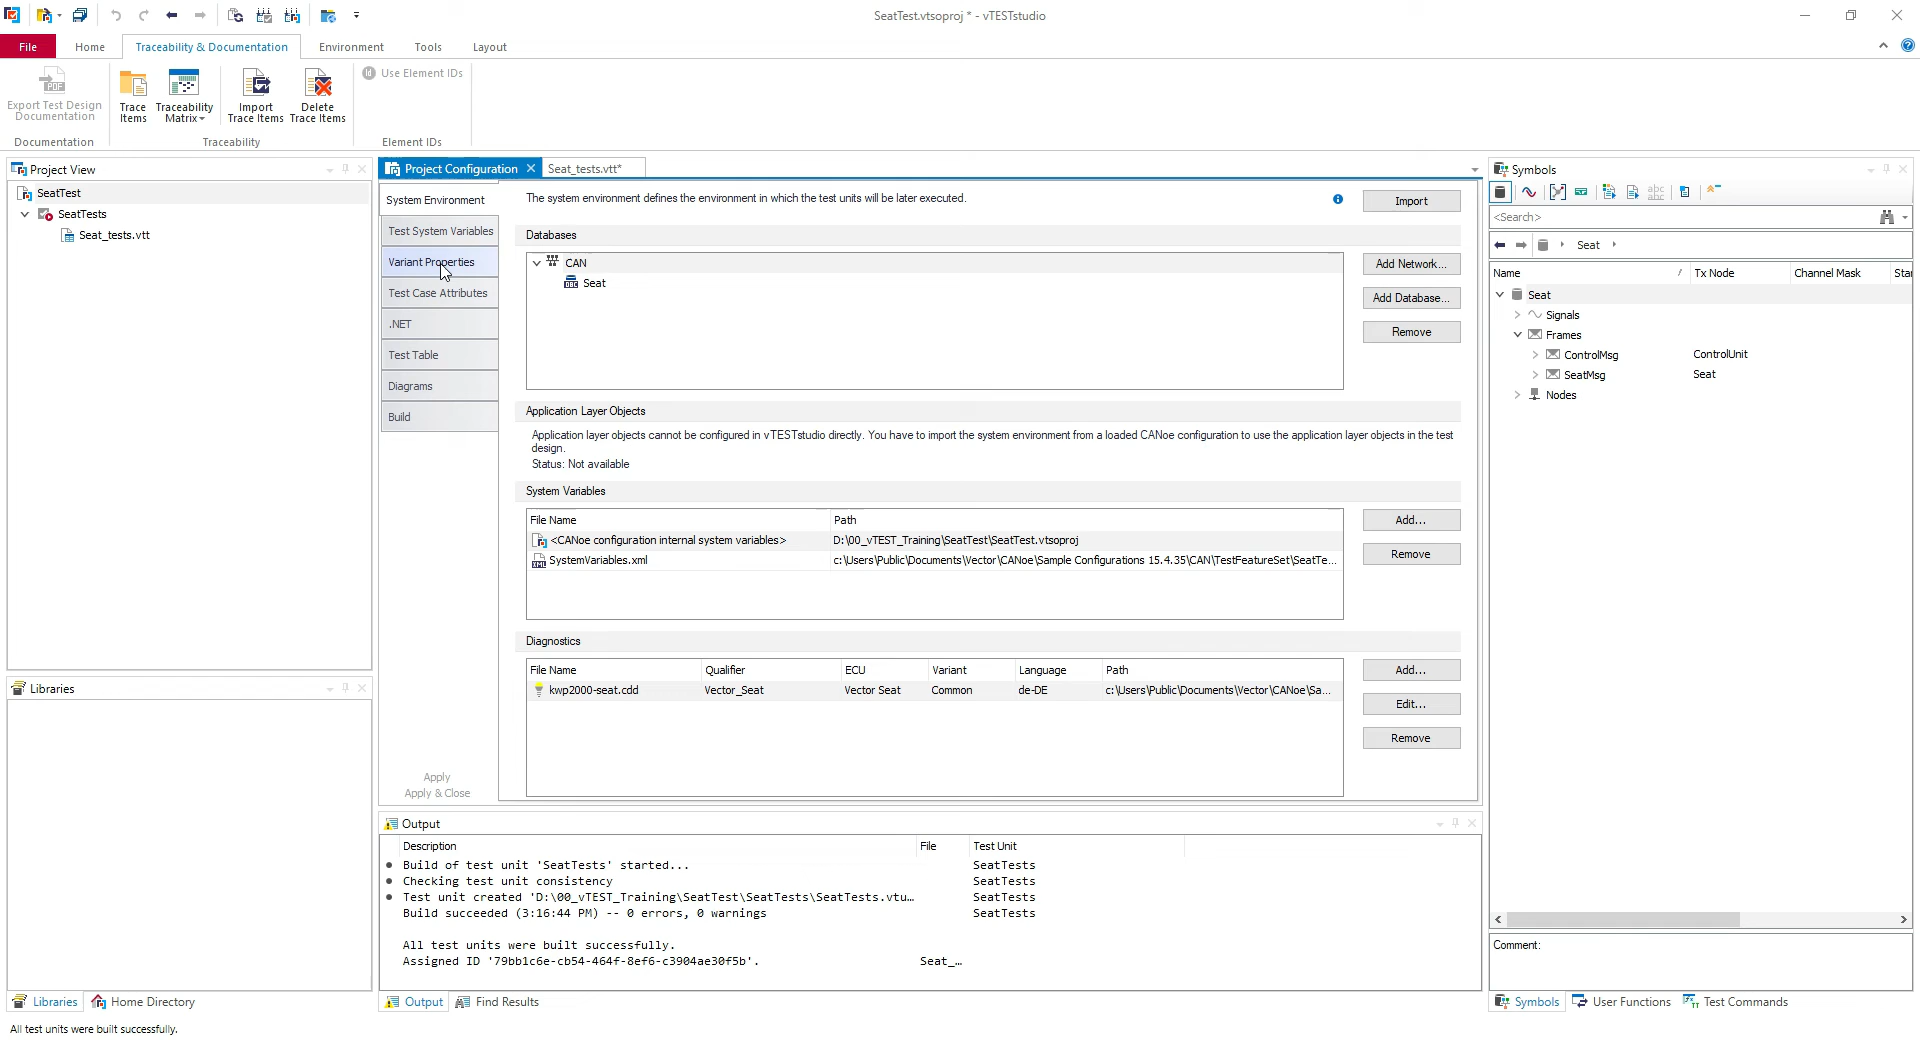 SeatTest.vtsoproj * - vTESTstudio
File
Home
Traceability & Documentation
Environment
Tools
Layout
Export Test Design
Documentation
Trace
Items
Traceability
Matrix
Import
Trace Items
Delete
Trace Items
Use Element IDs
Documentation
Traceability
Element IDs
Project View
SeatTest
SeatTests
Seat_tests.vtt
Libraries
Libraries
Home Directory
Project Configuration
Seat_tests.vtt*
System Environment
Test System Variables
Variant Properties
Test Case Attributes
.NET
Test Table
Diagrams
Build
Apply
Apply & Close
The system environment defines the environment in which the test units will be later executed.
Import
Databases
CAN
Seat
Add Network...
Add Database...
Remove
Application Layer Objects
Application layer objects cannot be configured in vTESTstudio directly. You have to import the system environment from a loaded CANoe configuration to use the application layer objects in the test
design.
Status: Not available
System Variables
File Name Path
<CANoe configuration internal system variables> D:\00_vTEST_Training\SeatTest\SeatTest.vtsoproj
SystemVariables.xml c:\Users\Public\Documents\Vector\CANoe\Sample Configurations 15.4.35\CAN\TestFeatureSet\SeatTe...
Add...
Remove
Diagnostics
File Name Qualifier ECU Variant Language Path
kwp2000-seat.cdd Vector_Seat Vector Seat Common de-DE c:\Users\Public\Documents\Vector\CANoe\Sa...
Add...
Edit...
Remove
Output
Description File Test Unit
Build of test unit 'SeatTests' started... SeatTests
Checking test unit consistency SeatTests
Test unit created 'D:\00_vTEST_Training\SeatTest\SeatTests\SeatTests.vtu... SeatTests
Build succeeded (3:16:44 PM) -- 0 errors, 0 warnings SeatTests
All test units were built successfully.
Assigned ID '79bb1c6e-cb54-464f-8ef6-c3904ae30f5b'. Seat_...
Output
Find Results
Symbols
abc
<Search>
Seat
Name Tx Node Channel Mask Star
Seat
Signals
Frames
ControlMsg ControlUnit
SeatMsg Seat
Nodes
Comment:
Symbols
User Functions
Test Commands
All test units were built successfully.